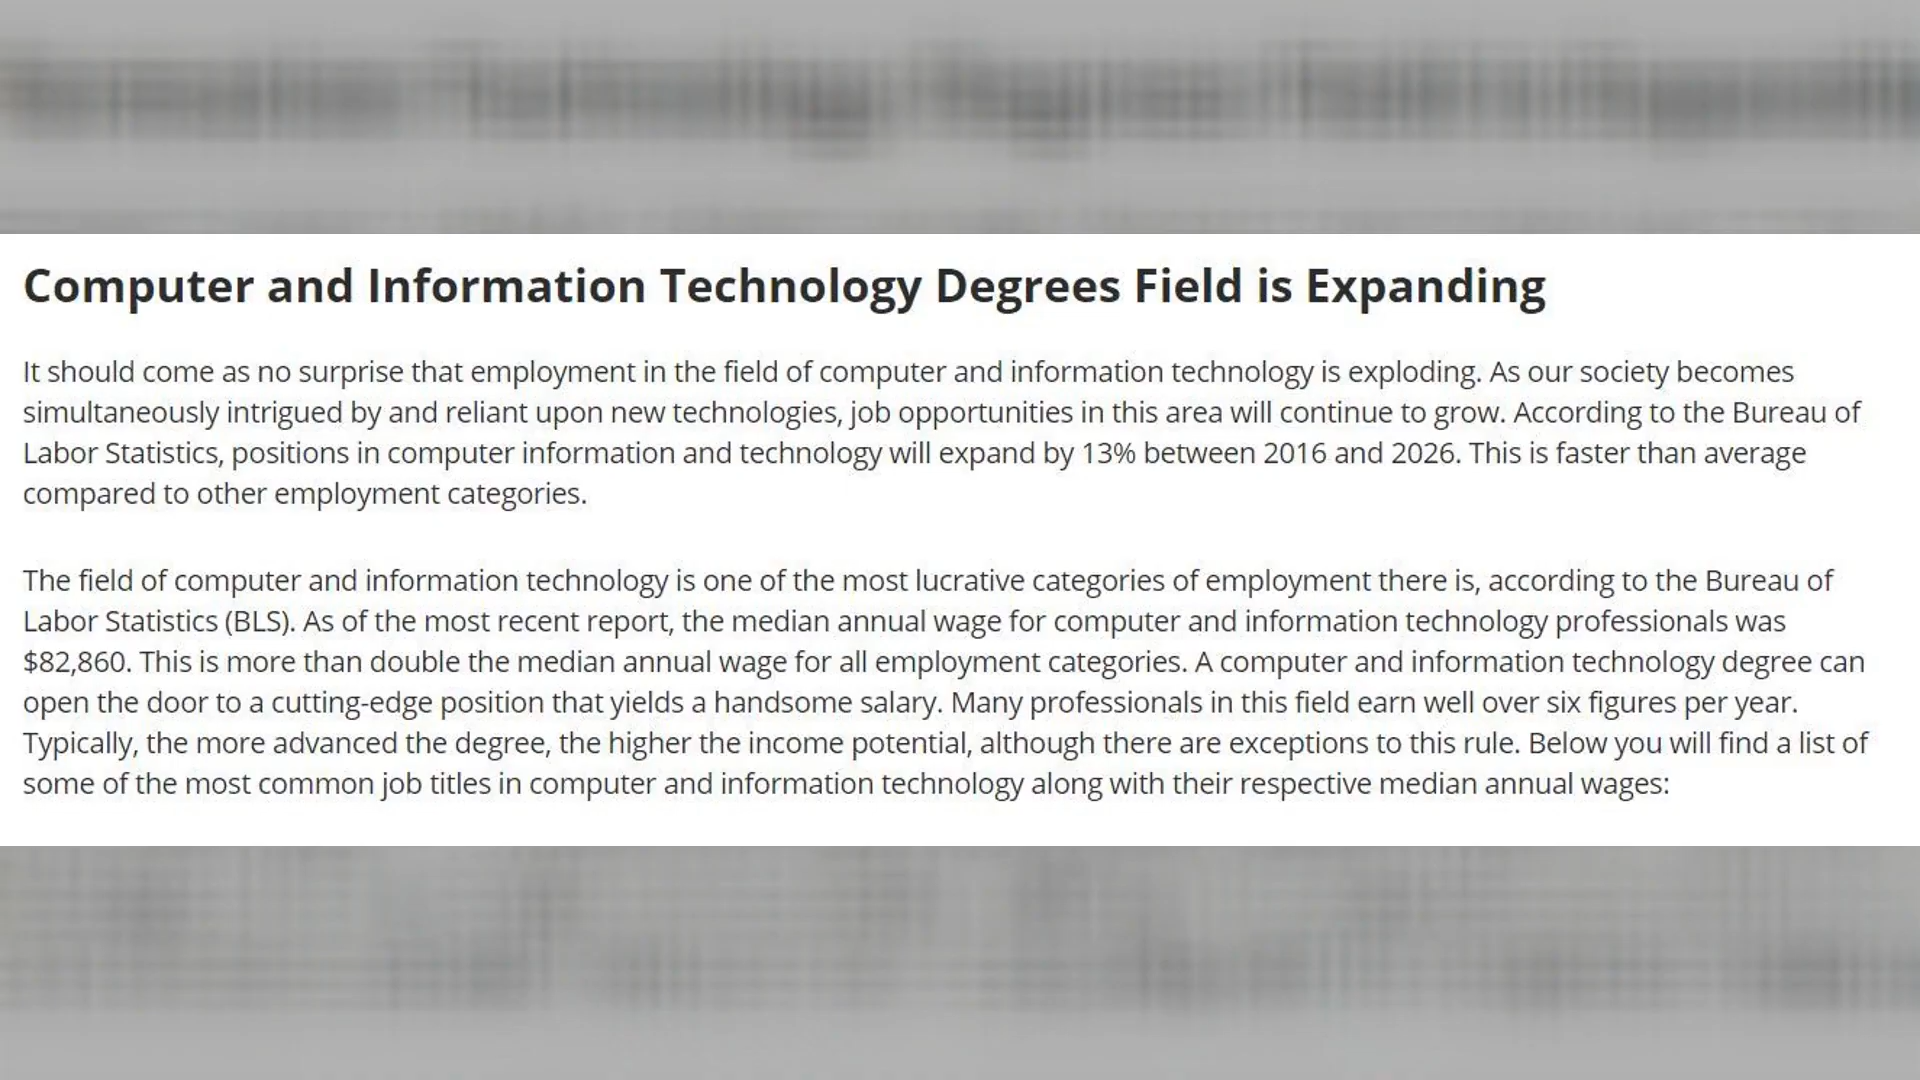 Computer and Information Technology Degrees Field is Expanding
It should come as no surprise that employment in the field of computer and information technology is exploding. As our society becomes
simultaneously intrigued by and reliant upon new technologies, job opportunities in this area will continue to grow. According to the Bureau of
Labor Statistics, positions in computer information and technology will expand by 13% between 2016 and 2026. This is faster than average
compared to other employment categories.
The field of computer and information technology is one of the most lucrative categories of employment there is, according to the Bureau of
Labor Statistics (BLS). As of the most recent report, the median annual wage for computer and information technology professionals was
$82,860. This is more than double the median annual wage for all employment categories. A computer and information technology degree can
open the door to a cutting-edge position that yields a handsome salary. Many professionals in this field earn well over six figures per year.
Typically, the more advanced the degree, the higher the income potential, although there are exceptions to this rule. Below you will find a list of
some of the most common job titles in computer and information technology along with their respective median annual wages: